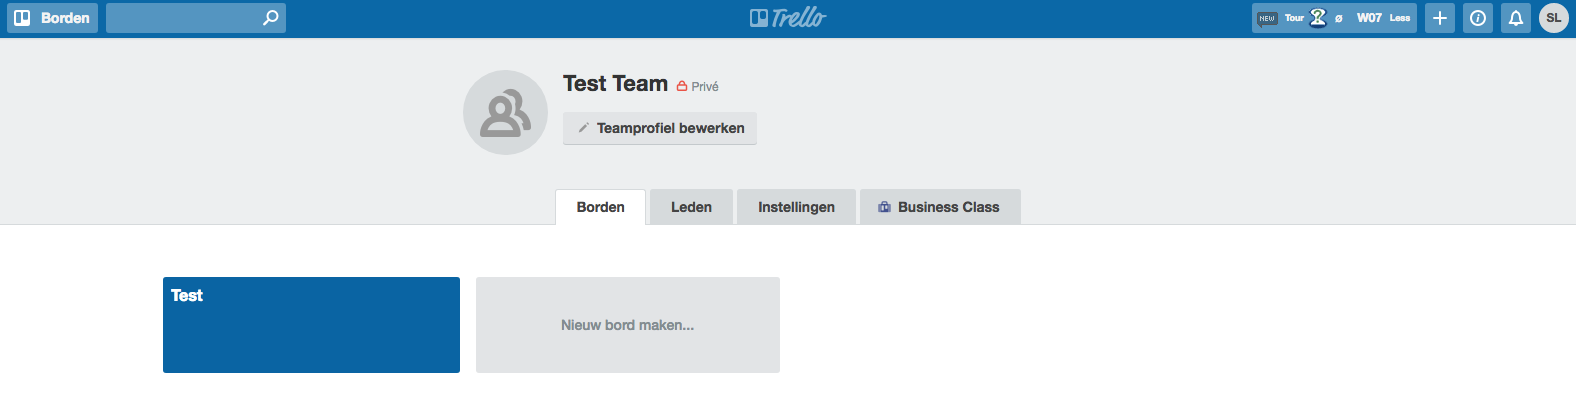 Borden Trello NEW Tour ? ø W07 Less SL
Test Team Privé
Teamprofiel bewerken
Borden Leden Instellingen Business Class
Test
Nieuw bord maken...